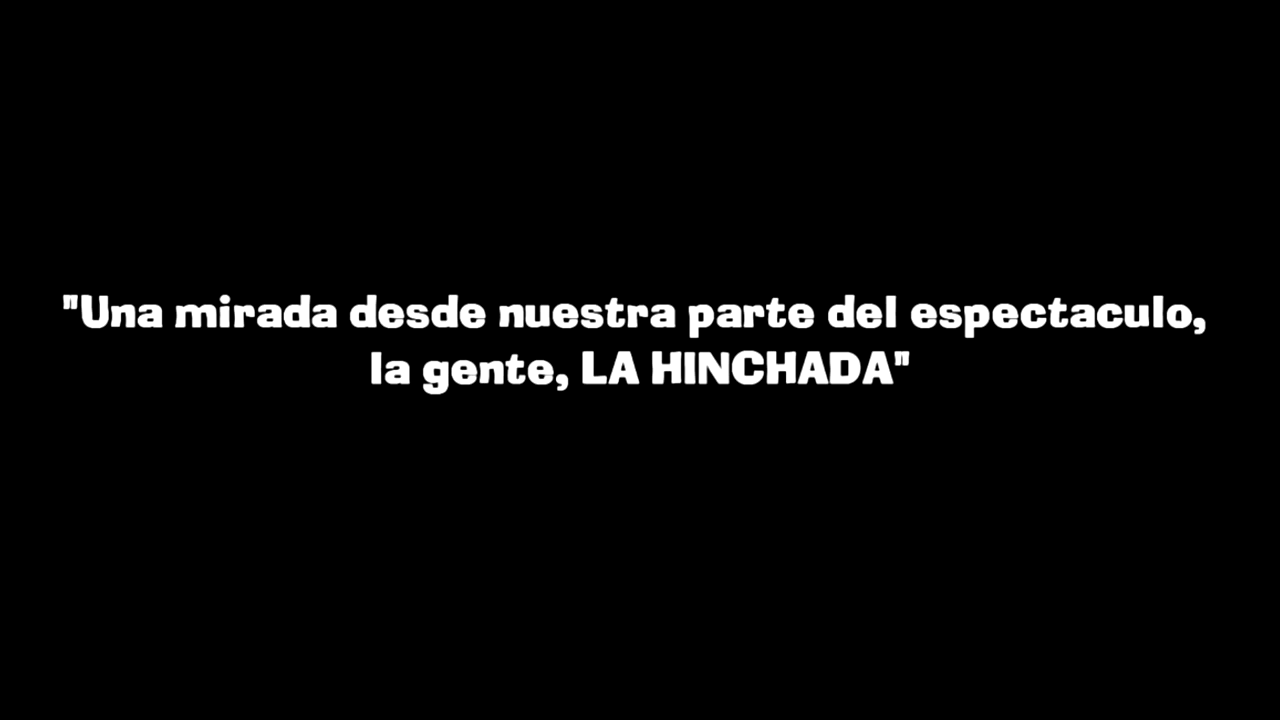 "Una mirada desde nuestra parte del espectaculo,
la gente, LA HINCHADA"